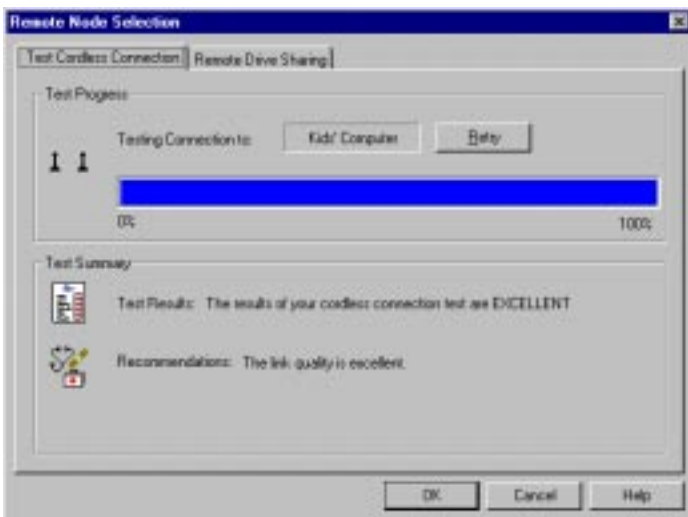 Remote Node Selection
Test Cordless Connection
Remote Drive Sharing
Test Progress
Testing Connection to: Kids' Computer Retry
0% 100%
Test Summary
Test Results: The results of your cordless connection test are EXCELLENT
Recommendations: The link quality is excellent.
OK Cancel Help